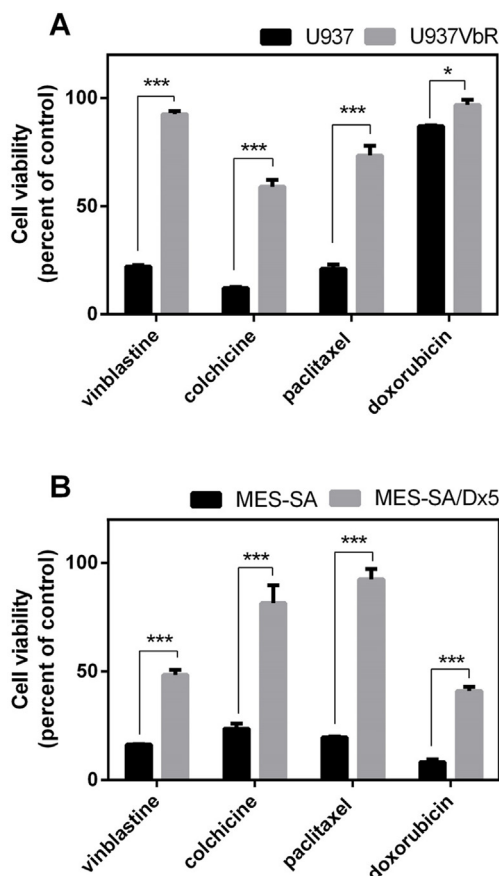 A
U937 U937VbR
Cell viability
(percent of control)
100
50
0
***
***
***
*
vinblastine
colchicine
paclitaxel
doxorubicin
B
MES-SA MES-SA/Dx5
Cell viability
(percent of control)
100
50
0
***
***
***
***
vinblastine
colchicine
paclitaxel
doxorubicin